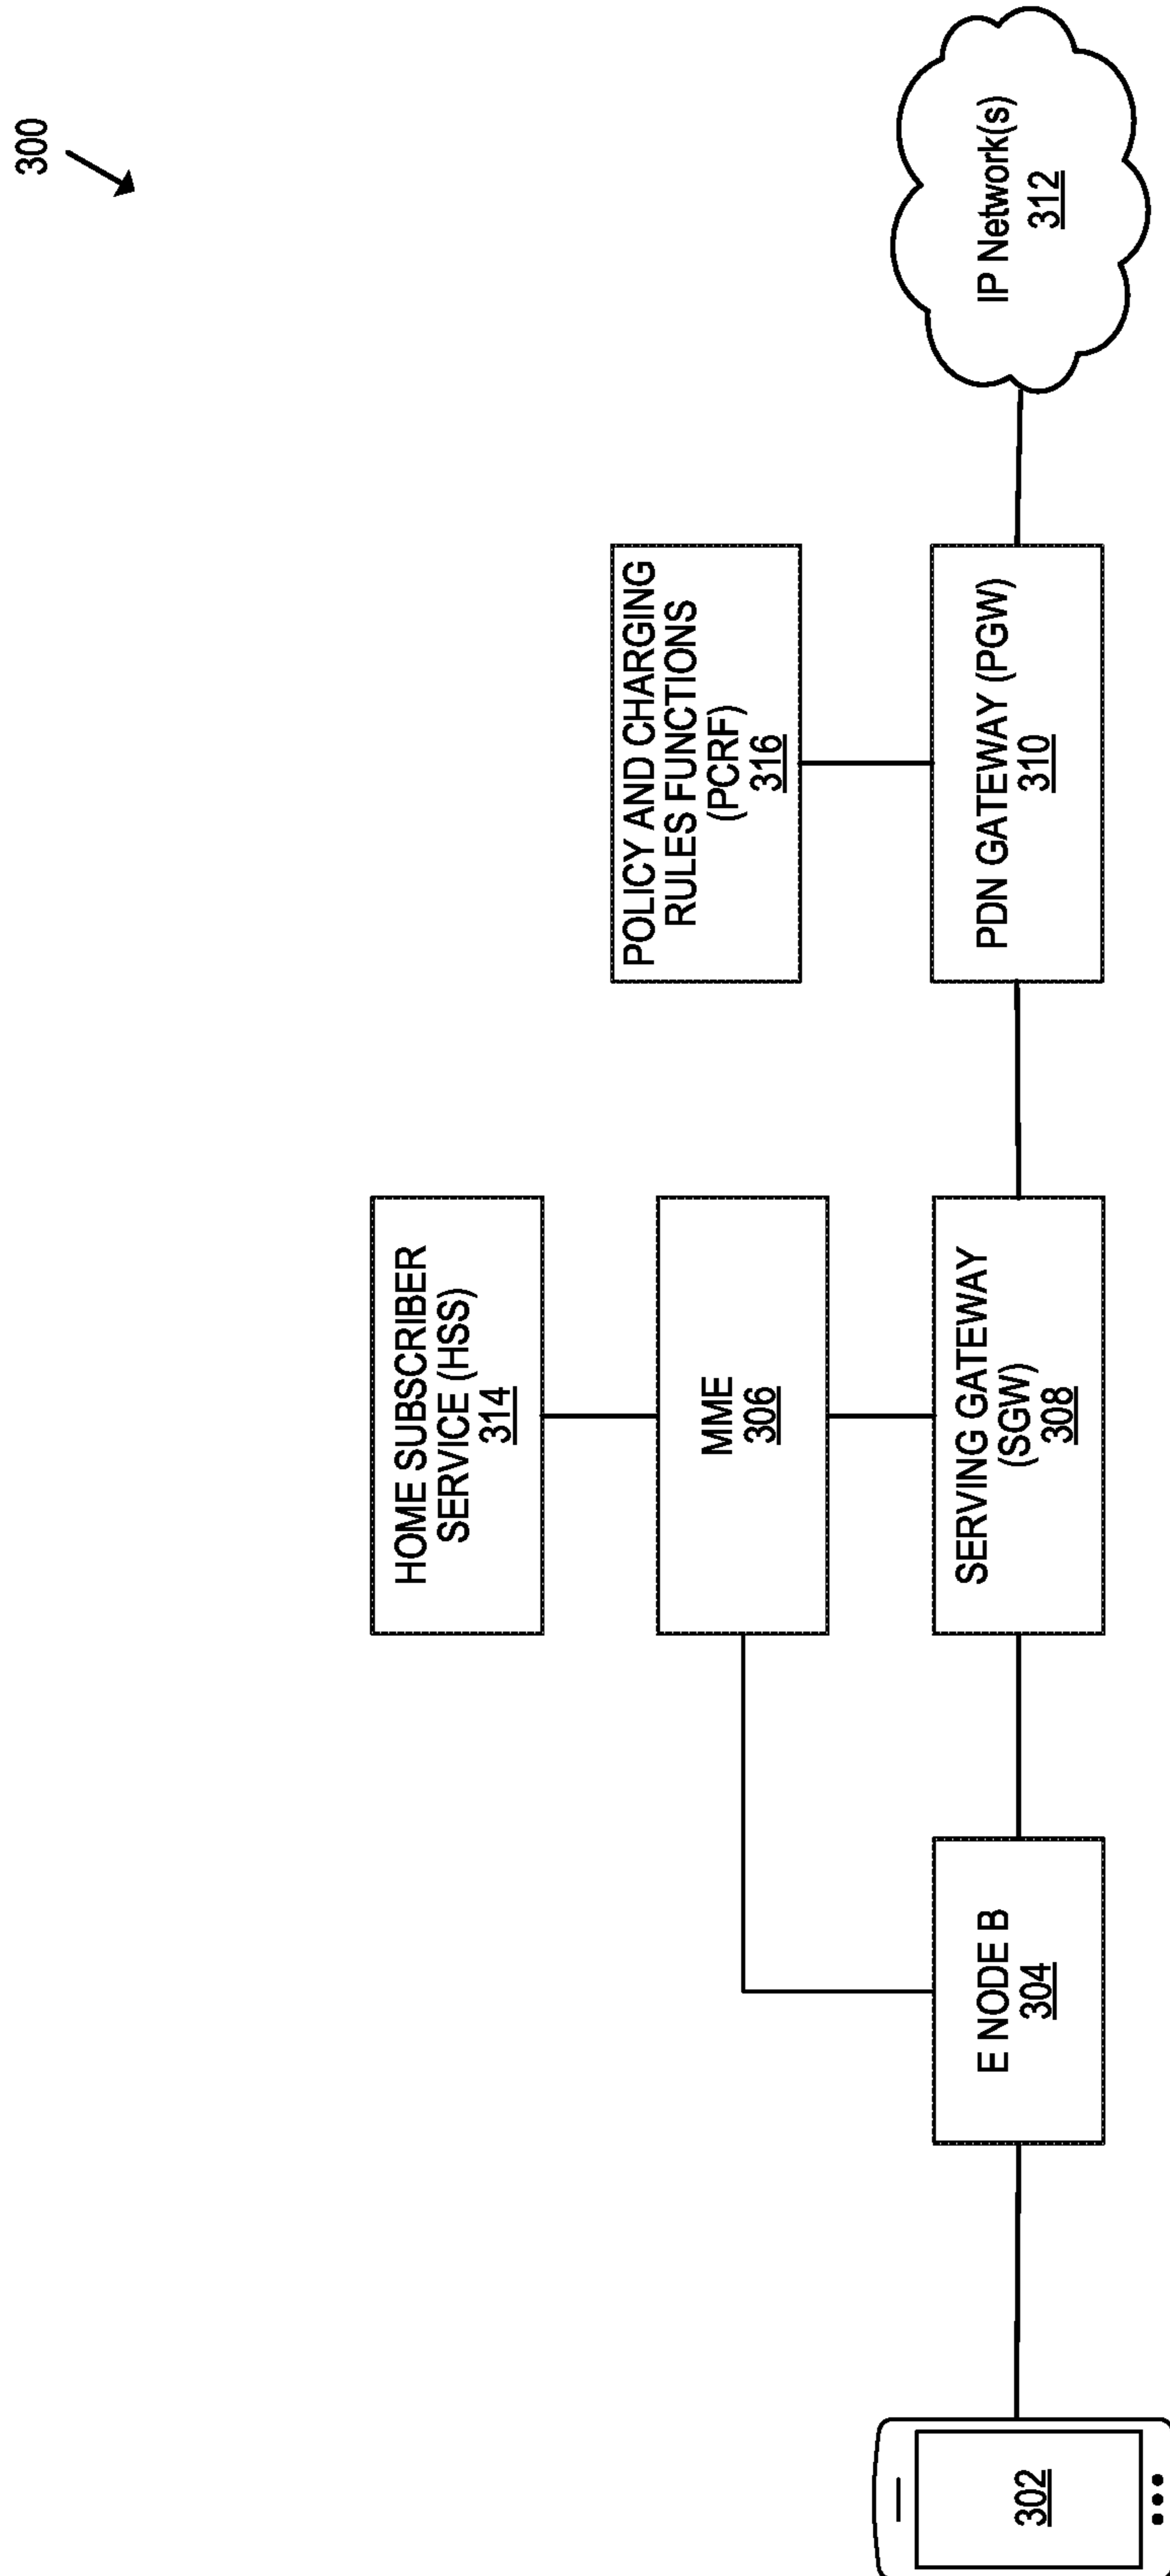 300
HOME SUBSCRIBER
SERVICE (HSS)
314
POLICY AND CHARGING
RULES FUNCTIONS
(PCRF)
316
MME
306
302
E NODE B
304
SERVING GATEWAY
(SGW)
308
PDN GATEWAY (PGW)
310
IP Network(s)
312